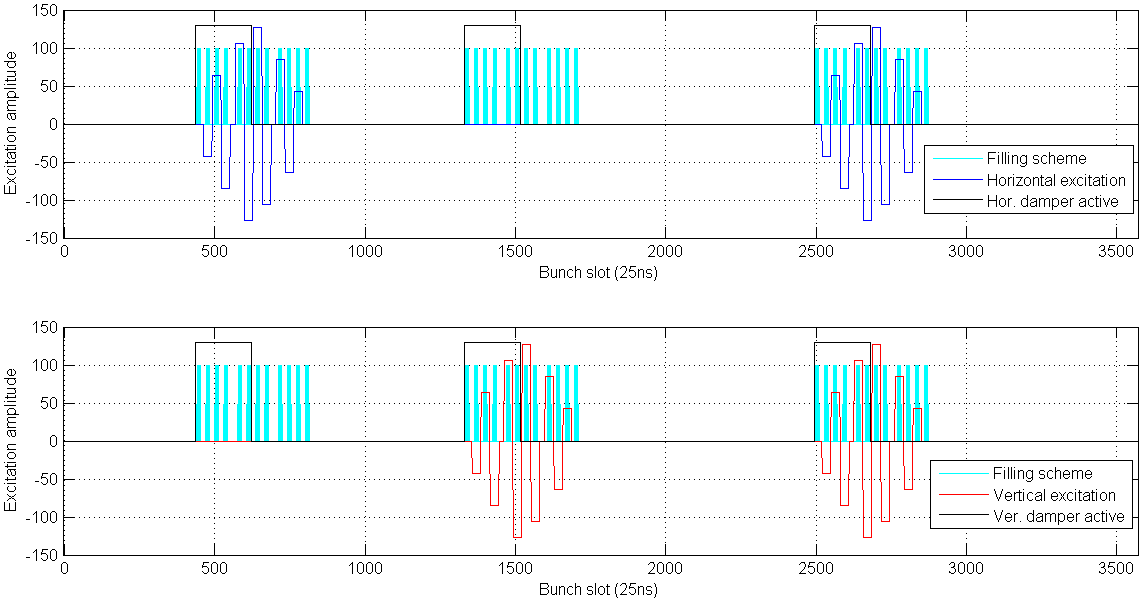 150
100
50
0
-50
-100
-150
Excitation amplitude
Filling scheme
Horizontal excitation
Hor. damper active
0 500 1000 1500 2000 2500 3000 3500
Bunch slot (25ns)
150
100
50
0
-50
-100
-150
Excitation amplitude
Filling scheme
Vertical excitation
Ver. damper active
0 500 1000 1500 2000 2500 3000 3500
Bunch slot (25ns)